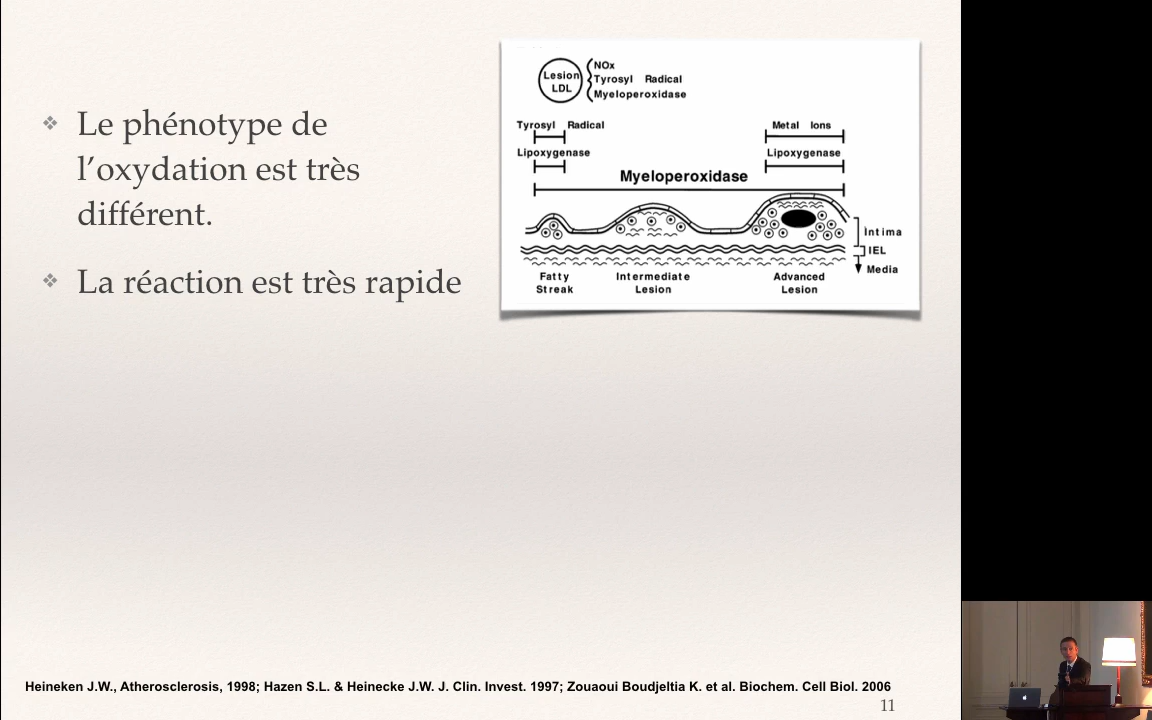 ❖ Le phénotype de
l’oxydation est très
différent.
❖ La réaction est très rapide
Lesion
LDL
NOx
Tyrosyl Radical
Myeloperoxidase
Tyrosyl Radical
Metal Ions
Lipoxygenase
Lipoxygenase
Myeloperoxidase
Intima
IEL
Media
Fatty
Streak
Intermediate
Lesion
Advanced
Lesion
Heineken J.W., Atherosclerosis, 1998; Hazen S.L. & Heinecke J.W. J. Clin. Invest. 1997; Zouaoui Boudjeltia K. et al. Biochem. Cell Biol. 2006
11